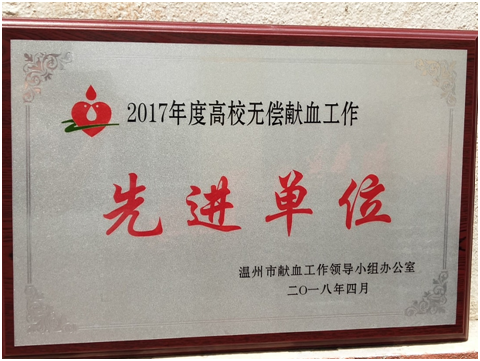 2017年度高校无偿献血工作
先进单位
温州市献血工作领导小组办公室
二〇一八年四月